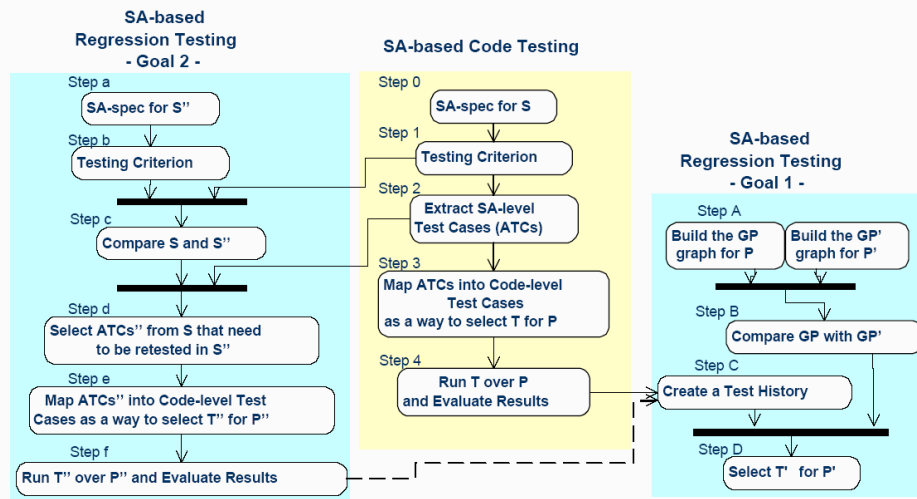 SA-based
Regression Testing
- Goal 2 -
Step a
SA-spec for S’’
Step b
Testing Criterion
Step c
Compare S and S’’
Step d
Select ATCs’’ from S that need
to be retested in S’’
Step e
Map ATCs’’ into Code-level Test
Cases as a way to select T’’ for P’’
Step f
Run T’’ over P’’ and Evaluate Results
SA-based Code Testing
Step 0
SA-spec for S
Step 1
Testing Criterion
Step 2
Extract SA-level
Test Cases (ATCs)
Step 3
Map ATCs into Code-level
Test Cases
as a way to select T for P
Step 4
Run T over P
and Evaluate Results
SA-based
Regression Testing
- Goal 1 -
Step A
Build the GP
graph for P
Build the GP’
graph for P’
Step B
Compare GP with GP’
Step C
Create a Test History
Step D
Select T' for P'